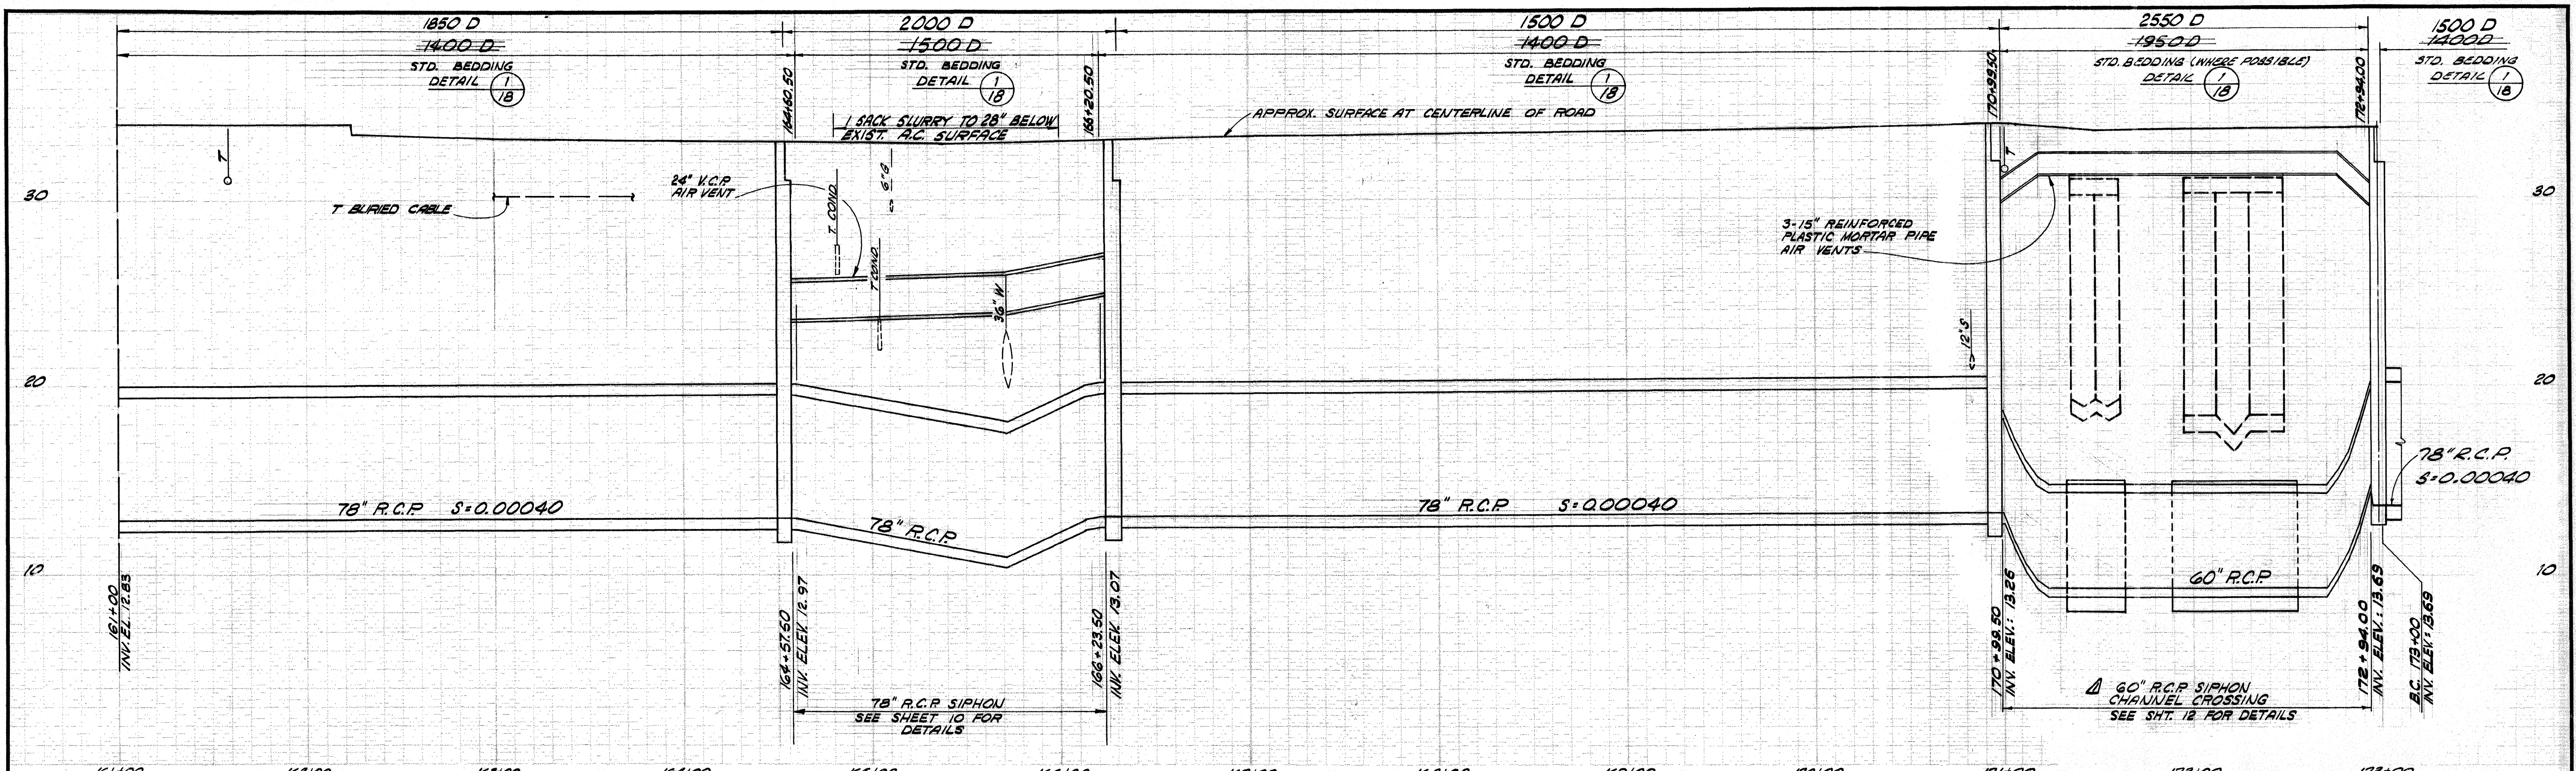 1850 D
1400 D
STD. BEDDING
DETAIL 1/18
2000 D
1500 D
STD. BEDDING
DETAIL 1/18
1500 D
1400 D
STD. BEDDING
DETAIL 1/18
2550 D
1950 D
STD. BEDDING (WHERE POSSIBLE)
DETAIL 1/18
1500 D
1400 D
STD. BEDDING
DETAIL 1/18
164+60.50
166+20.50
170+99.50
172+94.00
1 SACK SLURRY TO 28" BELOW
EXIST. A.C. SURFACE
APPROX. SURFACE AT CENTERLINE OF ROAD
T
T BURIED CABLE
24" V.C.P.
AIR VENT
T COND.
6" G
T COND.
36" W
12" S
T
3-15" REINFORCED
PLASTIC MORTAR PIPE
AIR VENTS
30
20
10
30
20
10
78" R.C.P. S=0.00040
78" R.C.P.
78" R.C.P. S=0.00040
60" R.C.P.
78" R.C.P.
S=0.00040
161+00
INV. EL. 12.83
164+57.50
INV. ELEV. 12.97
166+23.50
INV. ELEV. 13.07
170+99.50
INV. ELEV.: 13.26
172+94.00
INV. ELEV.: 13.69
B.C. 173+00
INV. ELEV.: 13.69
78" R.C.P. SIPHON
SEE SHEET 10 FOR
DETAILS
60" R.C.P. SIPHON
CHANNEL CROSSING
SEE SHT. 12 FOR DETAILS